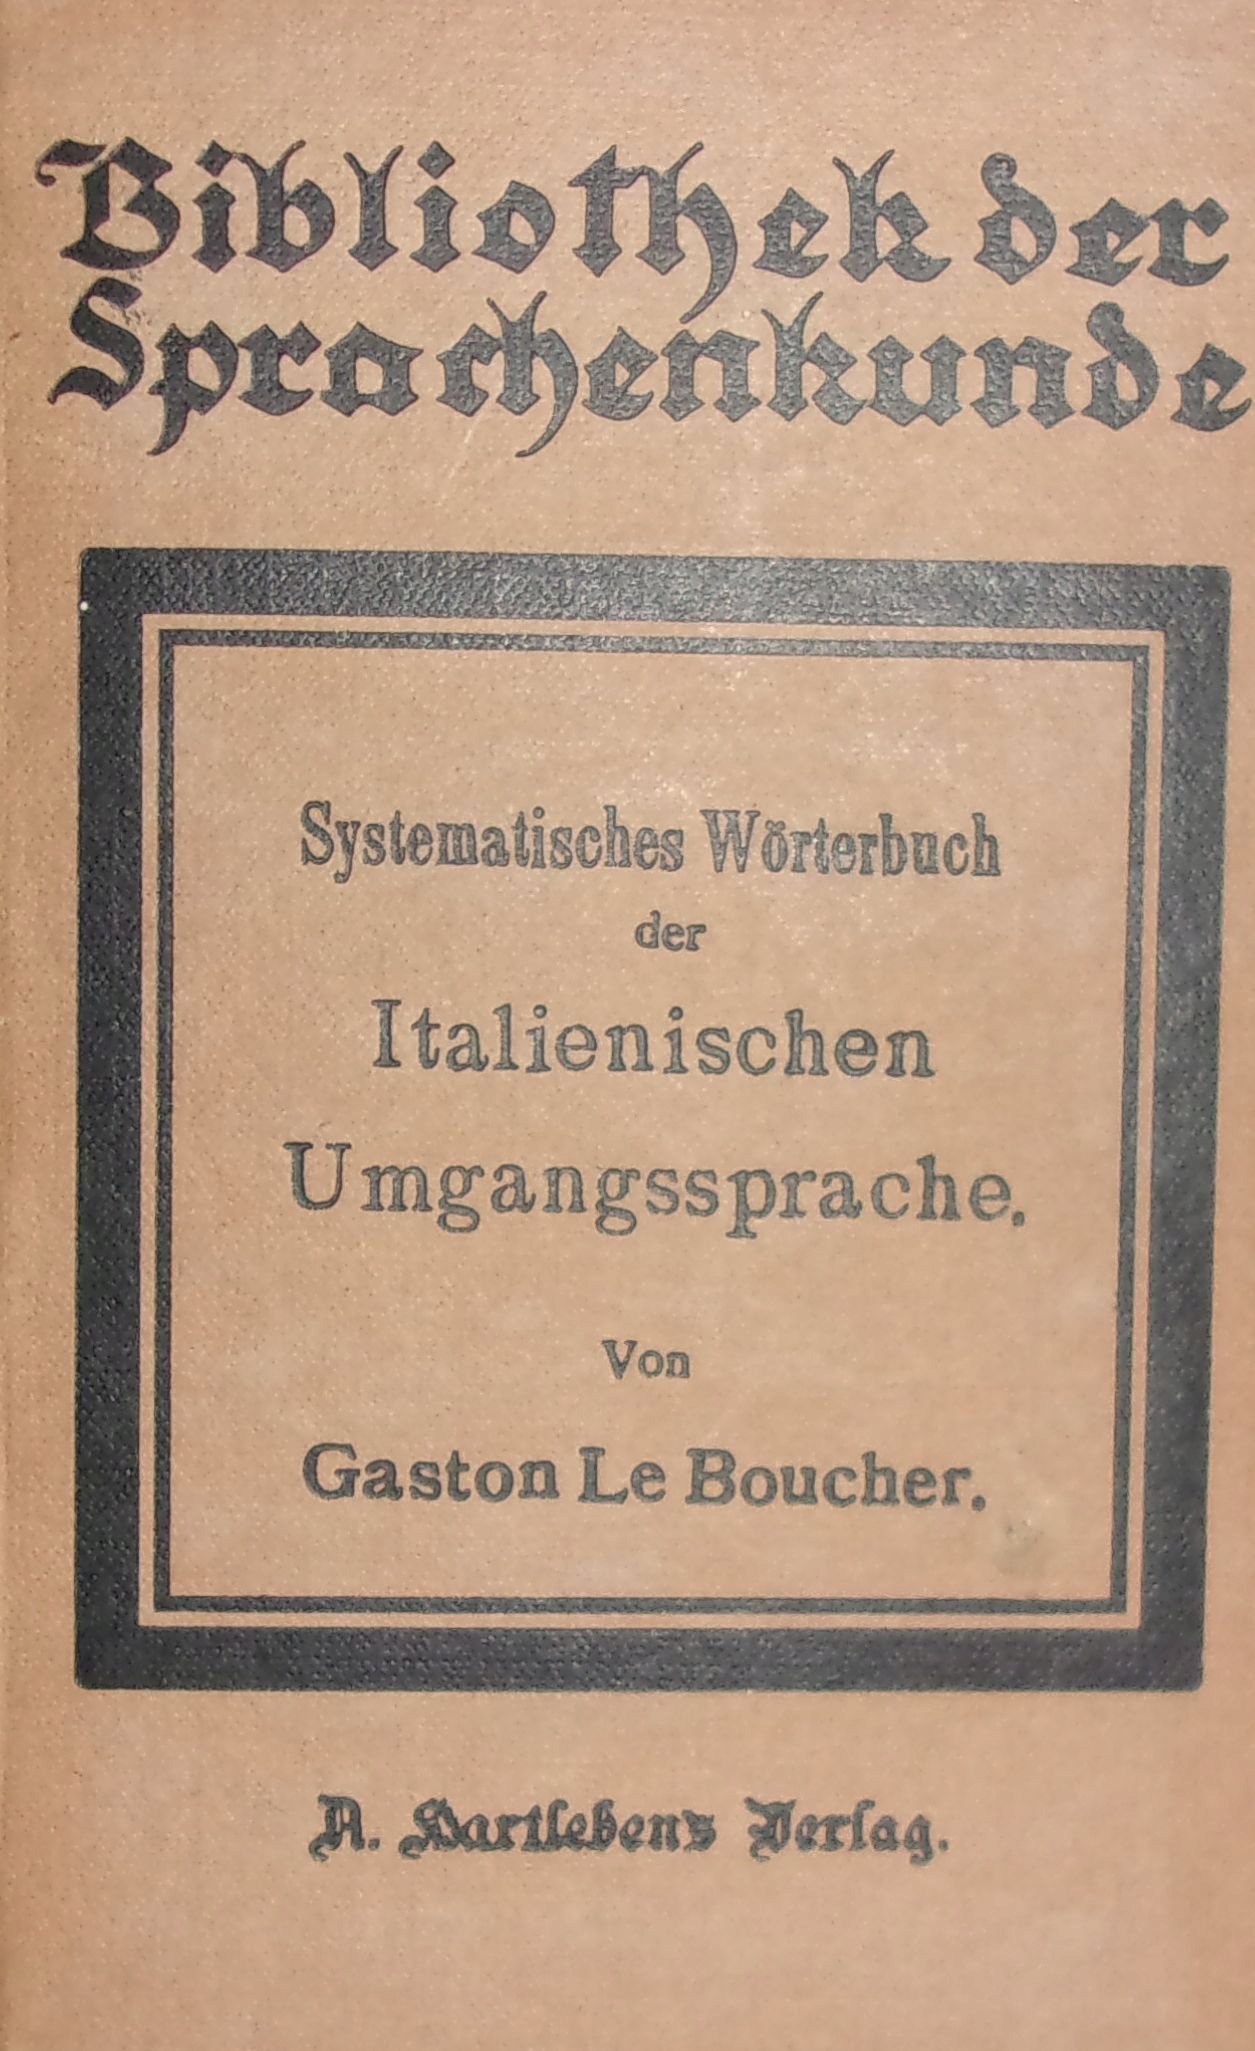 Bibliothek der
Sprachenkunde
Systematisches Wörterbuch
der
Italienischen
Umgangssprache.
Von
Gaston Le Boucher.
A. Hartleben's Verlag.